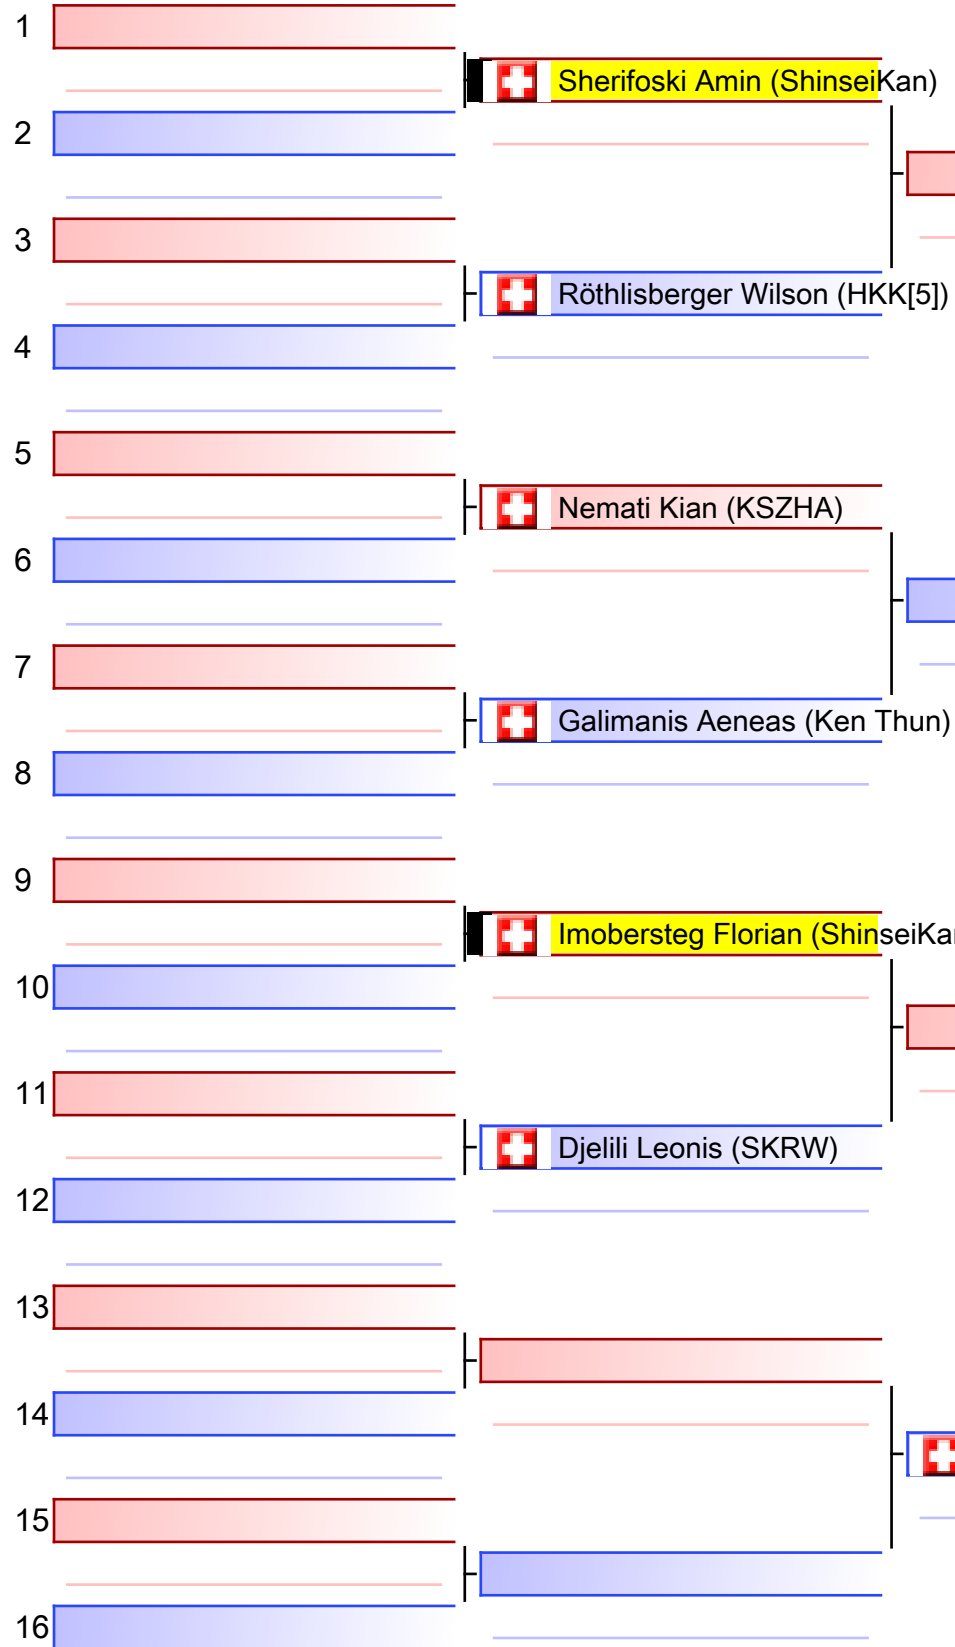 1
Sherifoski Amin (ShinseiKan)
2
3
Röthlisberger Wilson (HKK[5])
4
5
Nemati Kian (KSZHA)
6
7
Galimanis Aeneas (Ken Thun)
8
9
Imobersteg Florian (ShinseiKan
10
11
Djelili Leonis (SKRW)
12
13
14
15
16